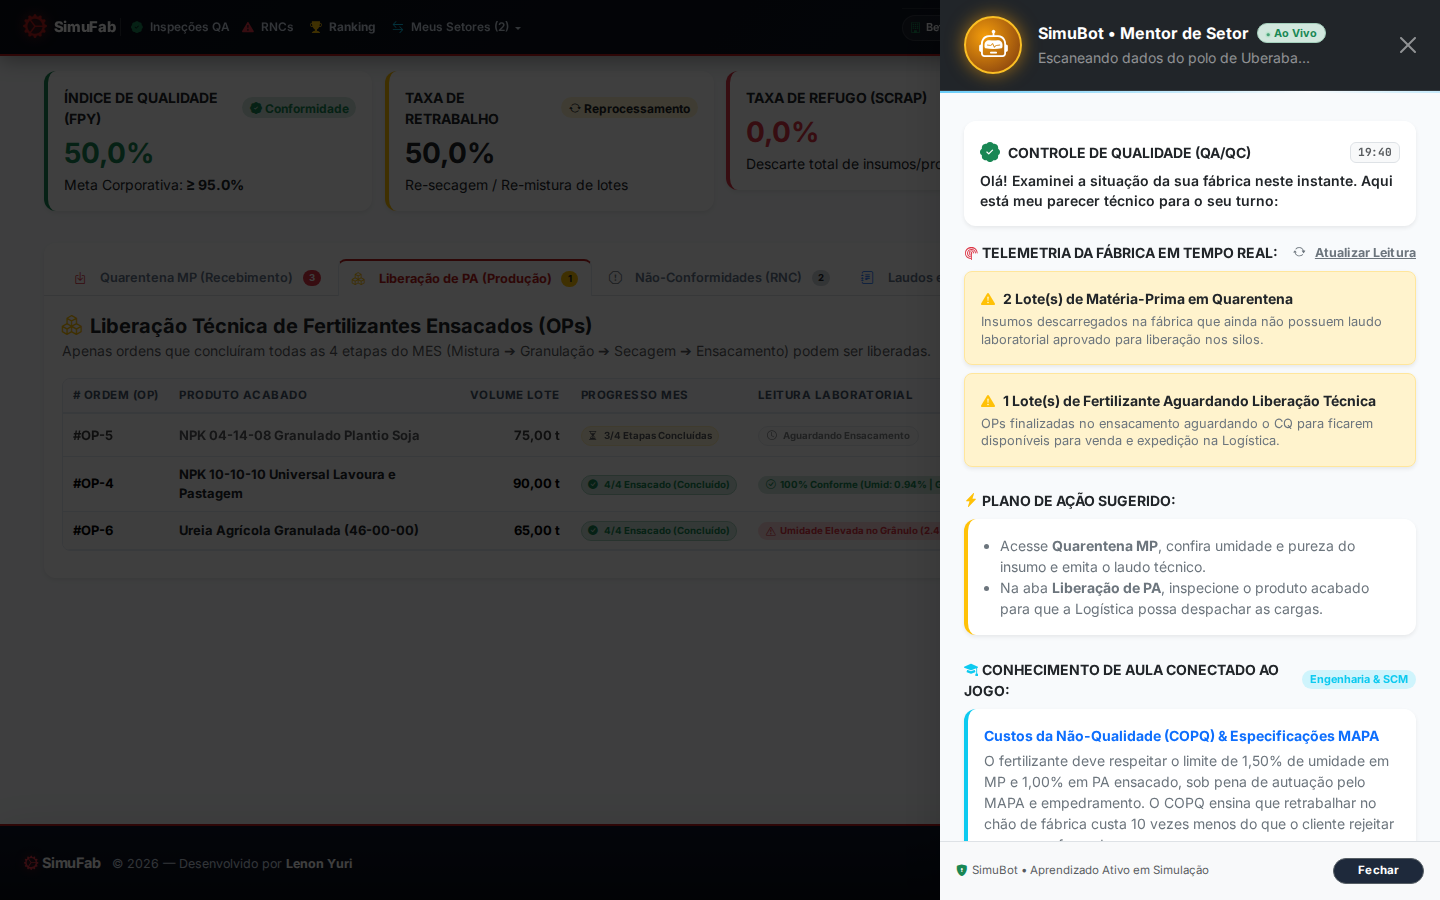 SimuFab
Inspeções QA
RNCs
Ranking
Meus Setores (2)
ÍNDICE DE QUALIDADE
(FPY)
Conformidade
50,0%
Meta Corporativa: ≥ 95.0%
TAXA DE
RETRABALHO
Reprocessamento
50,0%
Re-secagem / Re-mistura de lotes
TAXA DE REFUGO (SCRAP)
0,0%
Descarte total de
Quarentena MP (Recebimento) 3
Liberação de PA (Produção) 1
Não-Conformidades (RNC) 2
Laudos
Liberação Técnica de Fertilizantes Ensacados (OPs)
Apenas ordens que concluíram todas as 4 etapas do MES (Mistura → Granulação → Secagem → Ensacamento) podem ser liberadas.
# ORDEM (OP) PRODUTO ACABADO VOLUME LOTE PROGRESSO MES LEITURA LABORATORIAL
#OP-5 NPK 04-14-08 Granulado Plantio Soja 75,00 t 3/4 Etapas Concluídas Aguardando Ensacamento
#OP-4 NPK 10-10-10 Universal Lavoura e
Pastagem 90,00 t 4/4 Ensacado (Concluído) 100% Conforme (Umid: 0.94% |
#OP-6 Ureia Agrícola Granulada (46-00-00) 65,00 t 4/4 Ensacado (Concluído) Umidade Elevada no Grânulo
SimuFab © 2026 — Desenvolvido por Lenon Yuri
SimuBot • Mentor de Setor
Ao Vivo
Escaneando dados do polo de Uberaba...
CONTROLE DE QUALIDADE (QA/QC)
19:40
Olá! Examinei a situação da sua fábrica neste instante. Aqui
está meu parecer técnico para o seu turno:
TELEMETRIA DA FÁBRICA EM TEMPO REAL:
Atualizar Leitura
2 Lote(s) de Matéria-Prima em Quarentena
Insumos descarregados na fábrica que ainda não possuem laudo
laboratorial aprovado para liberação nos silos.
1 Lote(s) de Fertilizante Aguardando Liberação Técnica
OPs finalizadas no ensacamento aguardando o CQ para ficarem
disponíveis para venda e expedição na Logística.
PLANO DE AÇÃO SUGERIDO:
• Acesse Quarentena MP, confira umidade e pureza do
insumo e emita o laudo técnico.
• Na aba Liberação de PA, inspecione o produto acabado
para que a Logística possa despachar as cargas.
CONHECIMENTO DE AULA CONECTADO AO
JOGO:
Engenharia & SCM
Custos da Não-Qualidade (COPQ) & Especificações MAPA
O fertilizante deve respeitar o limite de 1,50% de umidade em
MP e 1,00% em PA ensacado, sob pena de autuação pelo
MAPA e empedramento. O COPQ ensina que retrabalhar no
chão de fábrica custa 10 vezes menos do que o cliente rejeitar
SimuBot • Aprendizado Ativo em Simulação
Fechar